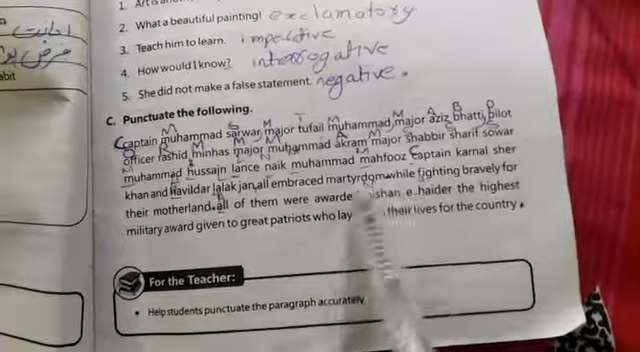 1. Art is
2. What a beautiful painting! exclamatory
3. Teach him to learn. imperative
4. How would I know? interrogative
5. She did not make a false statement. negative.
abit
C. Punctuate the following.
captain muhammad sarwar major tufail muhammad major aziz bhatti pilot
officer rashid minhas major muhammad akram major shabbir sharif sowar
muhammad hussain lance naik muhammad mahfooz captain karnal sher
khan and Havildar lalak jan all embraced martyrdom while fighting bravely for
their motherland. all of them were awarde ishan e haider the highest
military award given to great patriots who lay their lives for the country.
For the Teacher:
• Help students punctuate the paragraph accurately.